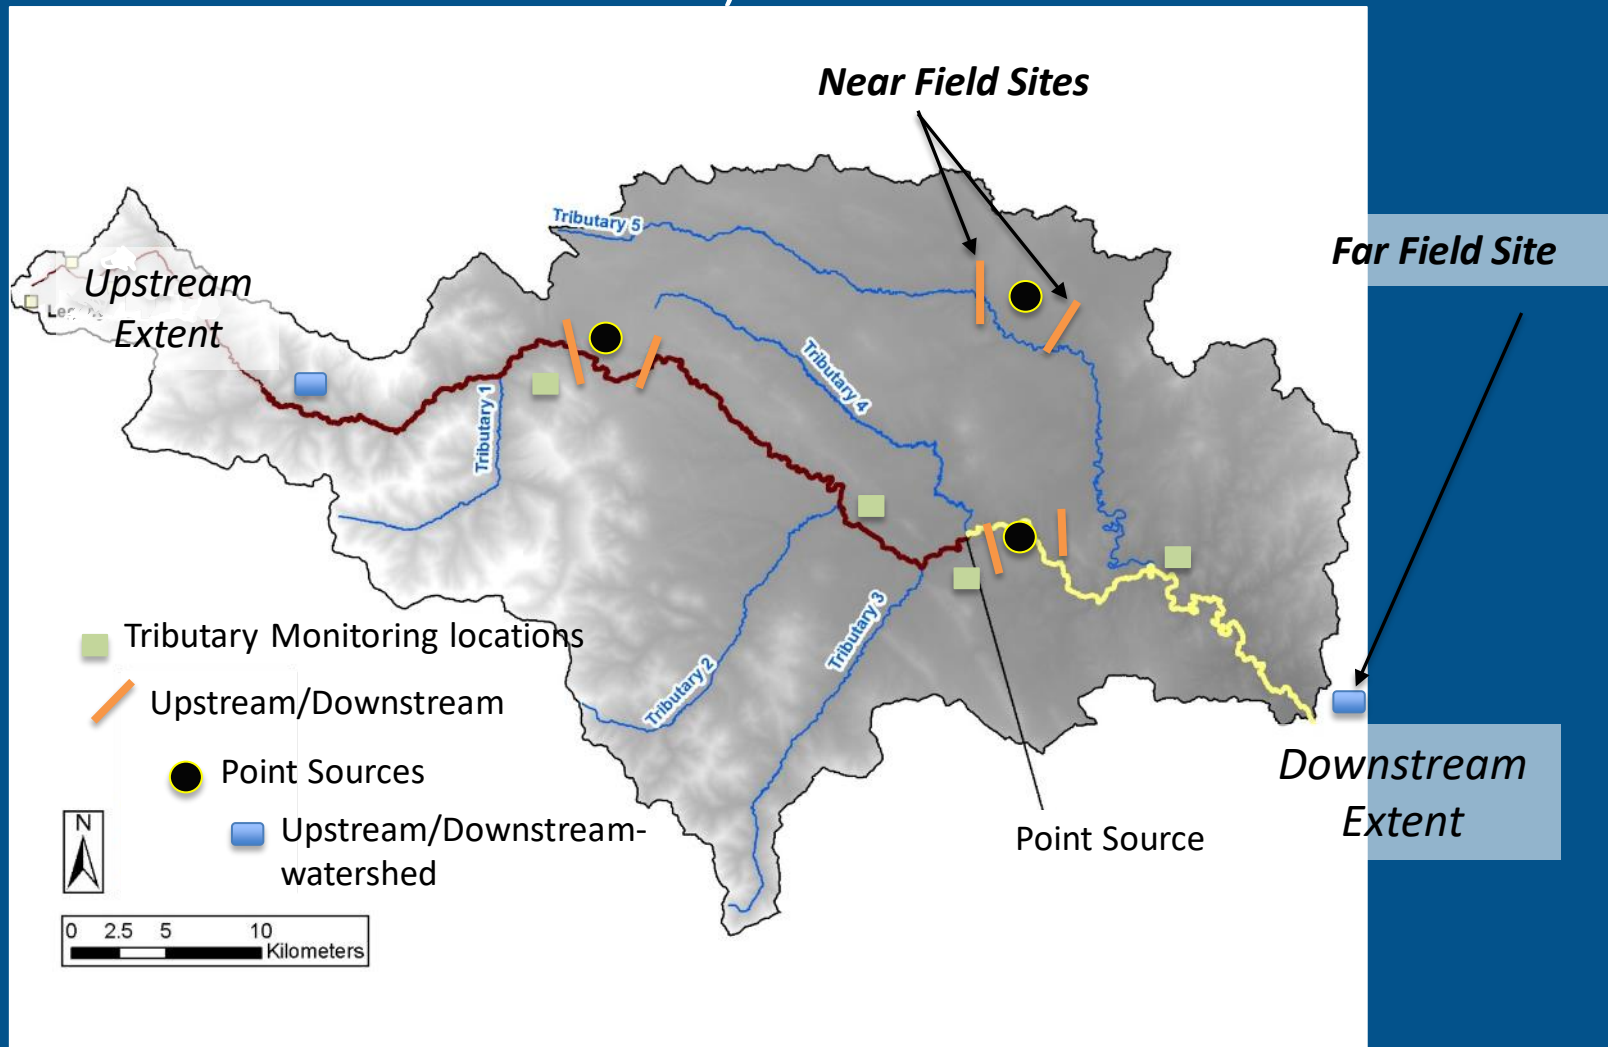 Near Field Sites
Tributary 5
Far Field Site
Upstream
Extent
Tributary 4
Tributary 1
Tributary 3
Tributary 2
Tributary Monitoring locations
Upstream/Downstream
Point Sources
Upstream/Downstream-
watershed
Point Source
Downstream
Extent
N
0 2.5 5 10
Kilometers